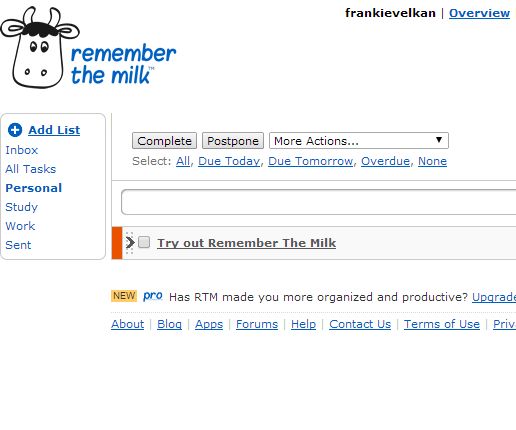 frankievelkan | Overview
remember
the milk™
Add List
Inbox
All Tasks
Personal
Study
Work
Sent
Complete Postpone More Actions...
Select: All, Due Today, Due Tomorrow, Overdue, None
Try out Remember The Milk
NEW pro Has RTM made you more organized and productive? Upgrade
About | Blog | Apps | Forums | Help | Contact Us | Terms of Use | Priv